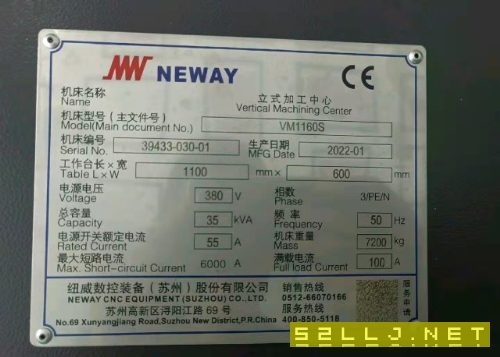 NEWAY
CE
机床名称 立式加工中心
Name Vertical Machining Center
机床型号(主文件号)
Model(Main document No.) VM1160S
机床编号 生产日期
Serial No. 39433-030-01 MFG Date 2022-01
工作台长×宽
Table L×W 1100 mm× 600 mm
电源电压 相数
Voltage 380 V Phase 3/PE/N
总容量 频率
Capacity 35 kVA Frequency 50 Hz
电源开关额定电流 机床重量
Rated Current 55 A Mass 7200 kg
最大短路电流 满载电流
Max. Short-circuit Current 6000 A Full load Current 100 A
纽威数控装备(苏州)股份有限公司 销售热线
NEWAY CNC EQUIPMENT (SUZHOU) CO.,LTD. 0512-66070166
苏州高新区浔阳江路 69 号 服务热线
No.69 Xunyangjiang Road,Suzhou New District,P.R.China 400-859-5118
52LLJ.NET